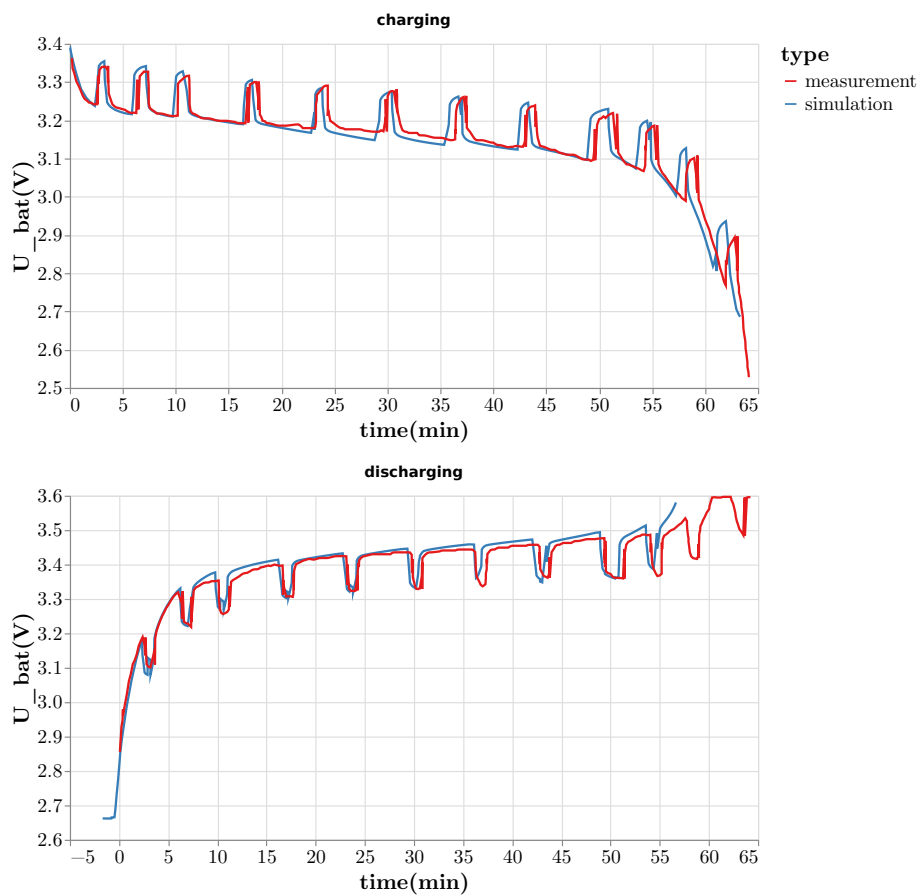 charging
3.4
3.3
3.2
3.1
3.0
2.9
2.8
2.7
2.6
2.5
U_bat(V)
0 5 10 15 20 25 30 35 40 45 50 55 60 65
time(min)
type
measurement
simulation
discharging
3.6
3.5
3.4
3.3
3.2
3.1
3.0
2.9
2.8
2.7
2.6
U_bat(V)
−5 0 5 10 15 20 25 30 35 40 45 50 55 60 65
time(min)